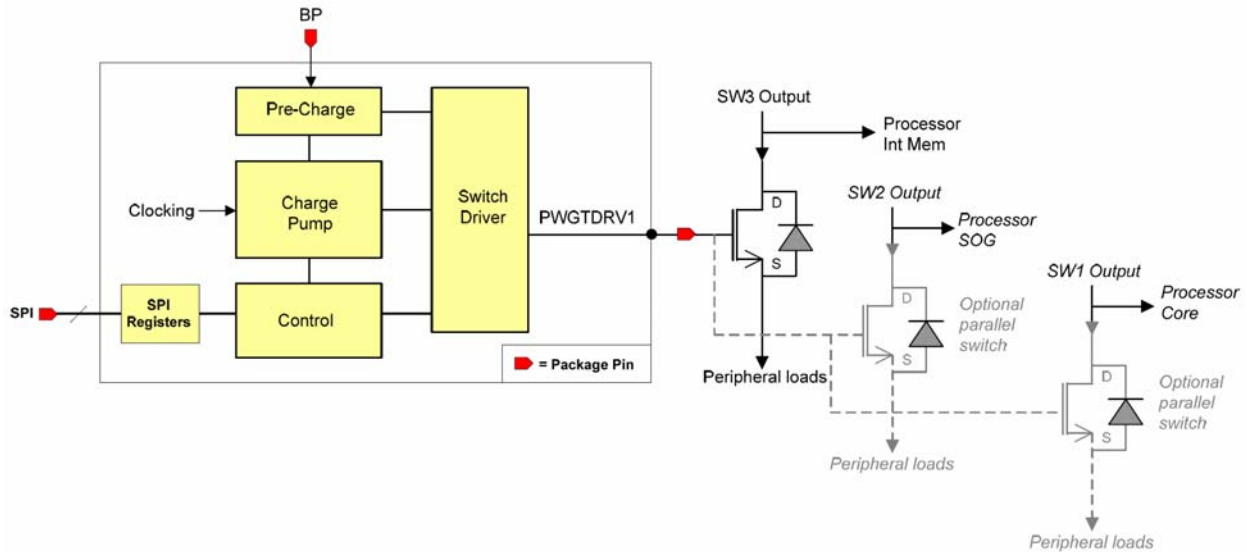 BP
Pre-Charge
Charge
Pump
Clocking
Switch
Driver
PWGTDRV1
SPI
SPI
Registers
Control
= Package Pin
SW3 Output
Processor
Int Mem
D
S
Peripheral loads
SW2 Output
Processor
SOG
D
S
Optional
parallel
switch
Peripheral loads
SW1 Output
Processor
Core
D
S
Optional
parallel
switch
Peripheral loads